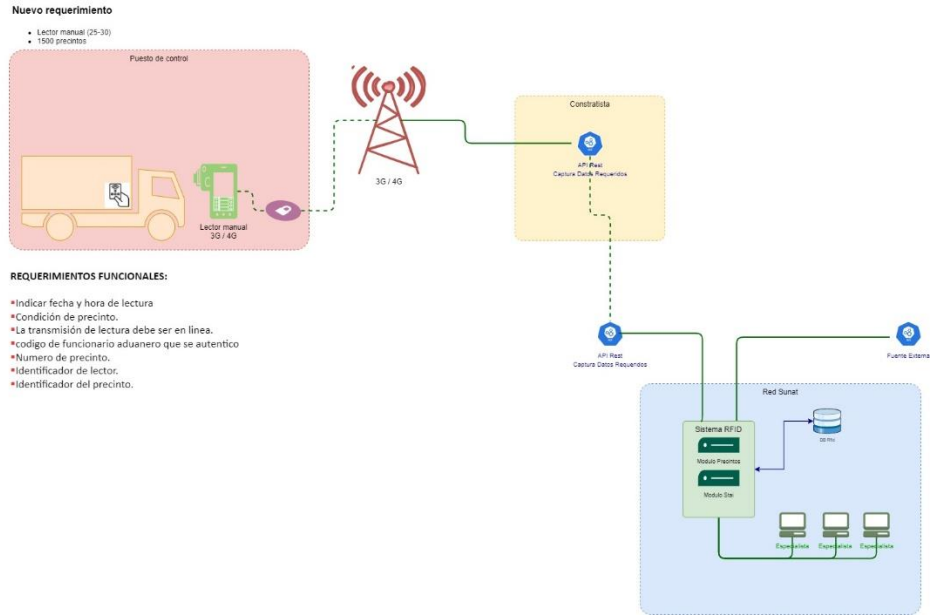 Nuevo requerimiento
Lector manual (25-30)
1500 precintos
Puesto de control
Lector manual
3G / 4G
3G / 4G
Constratista
API Rest
Captura Datos Requeridos
REQUERIMIENTOS FUNCIONALES:
Indicar fecha y hora de lectura
Condición de precinto.
La transmisión de lectura debe ser en linea.
codigo de funcionario aduanero que se autentico
Numero de precinto.
Identificador de lector.
Identificador del precinto.
API Rest
Captura Datos Requeridos
Fuente Externa
Red Sunat
Sistema RFID
Modulo Precintos
Modulo Stai
Especialista
Especialista
Especialista